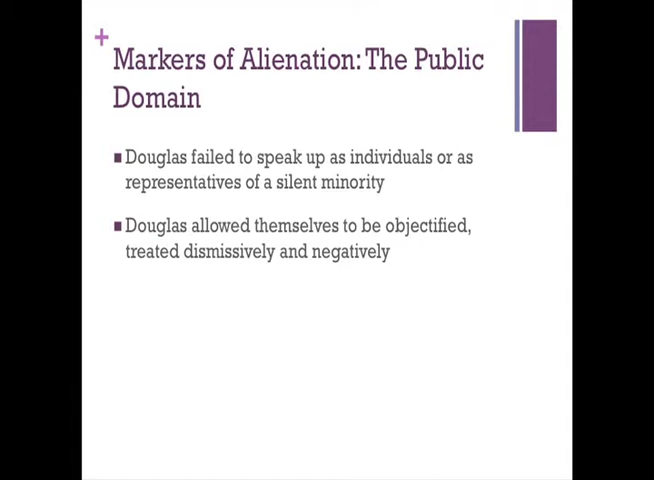 Markers of Alienation: The Public
Domain
Douglas failed to speak up as individuals or as
representatives of a silent minority
Douglas allowed themselves to be objectified,
treated dismissively and negatively